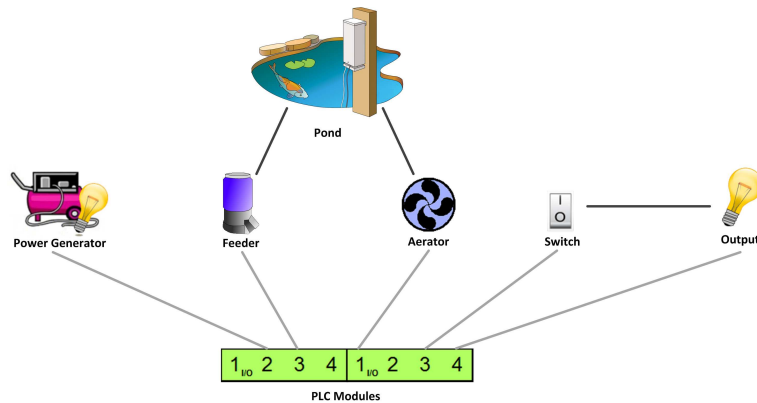 Pond
Power Generator
Feeder
Aerator
Switch
Output
1 I/O 2 3 4 1 I/O 2 3 4
PLC Modules